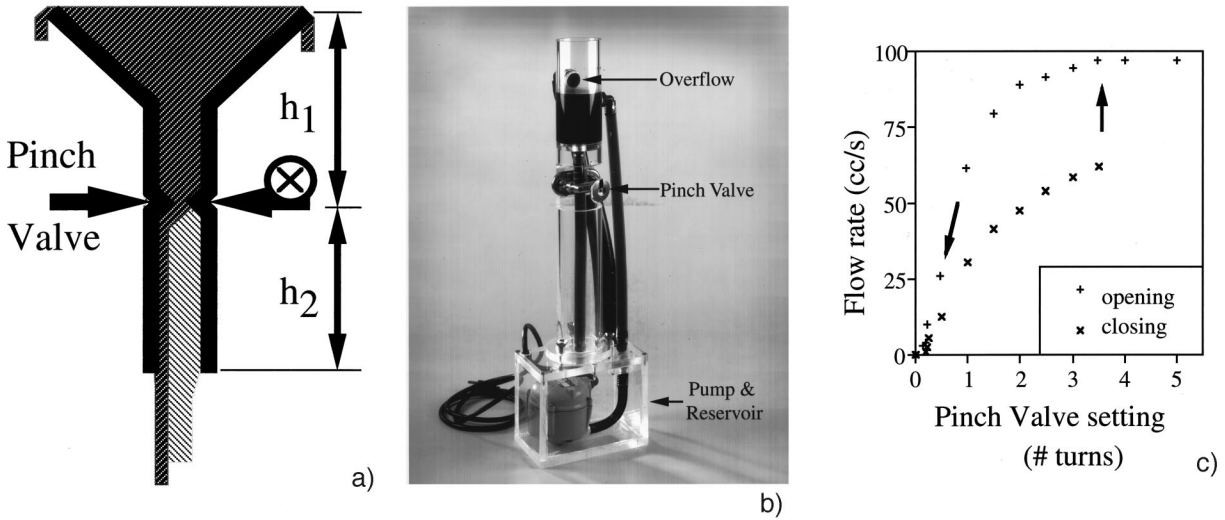 h1
Pinch
Valve
h2
a)
Overflow
Pinch Valve
Pump &
Reservoir
b)
100
75
50
25
0
Flow rate (cc/s)
+ opening
× closing
0 1 2 3 4 5
Pinch Valve setting
(# turns)
c)